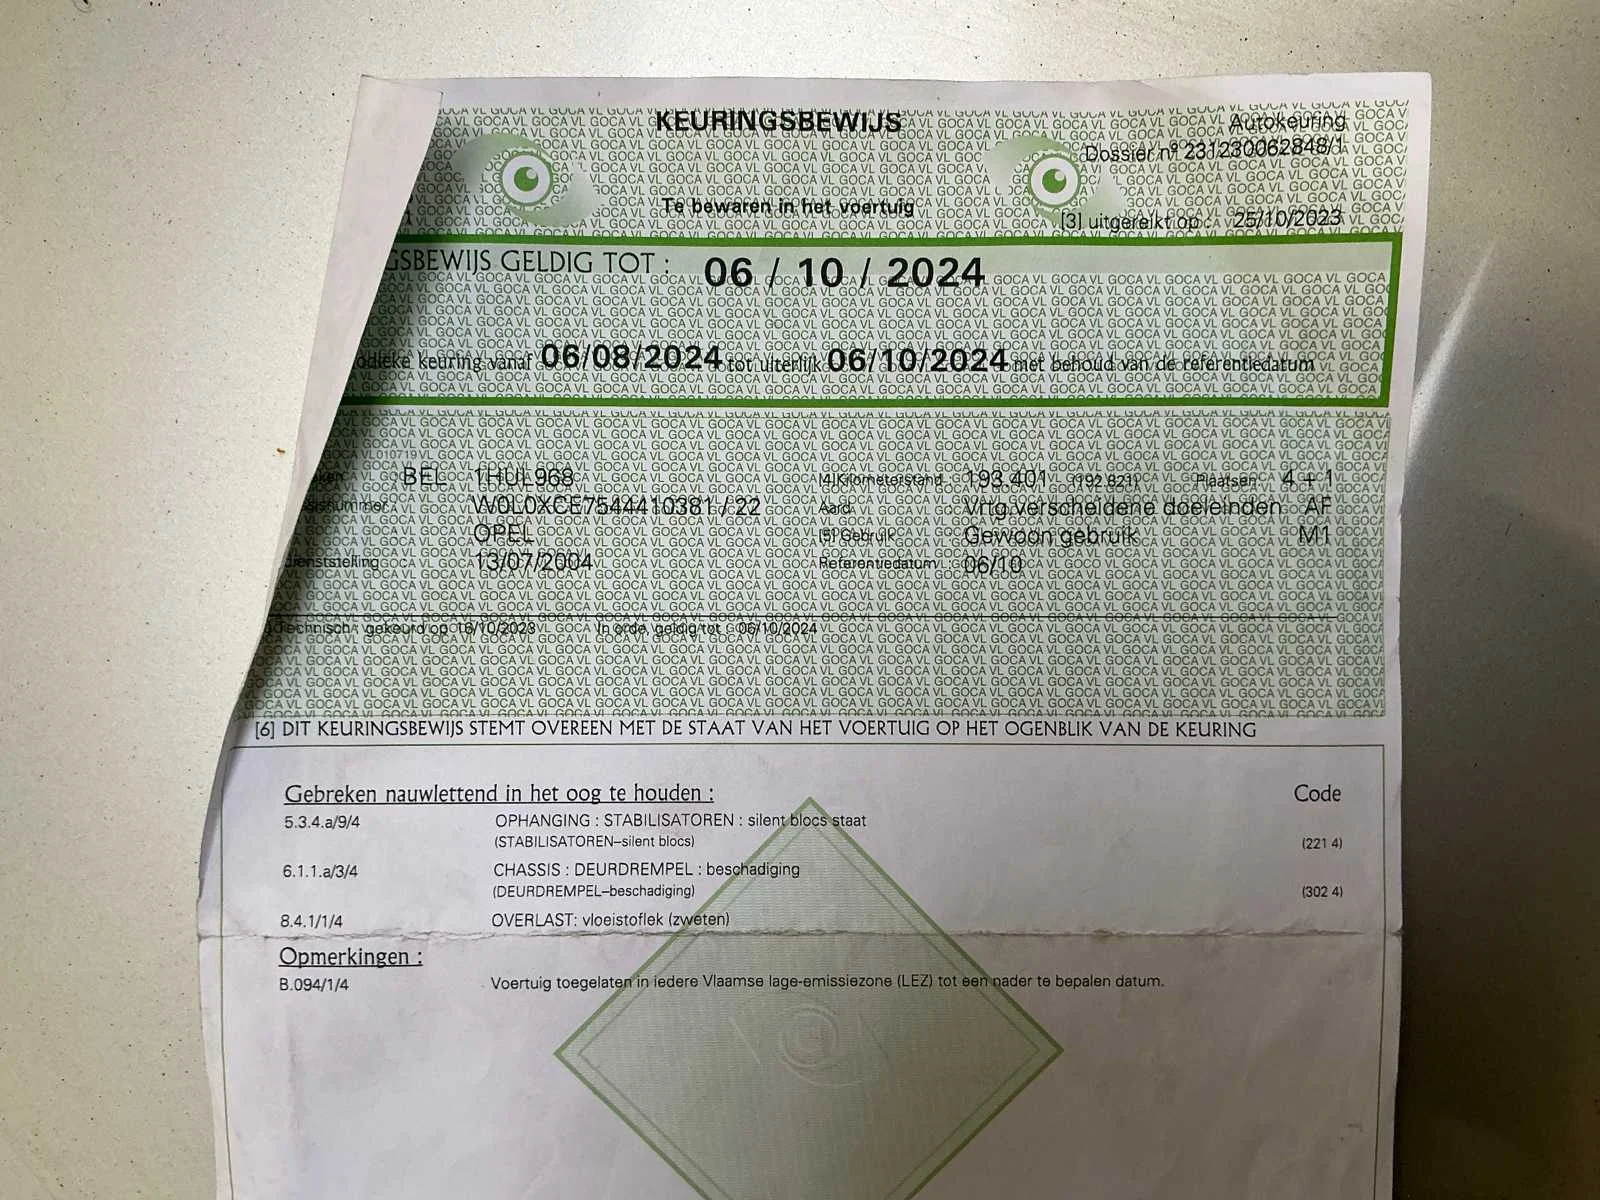 KEURINGSBEWIJS
Autokeuring
Dossier nº 231230062848/1
Te bewaren in het voertuig
[3] uitgereikt op : 25/10/2023
GSBEWIJS GELDIG TOT : 06 / 10 / 2024
odieke keuring vanaf 06/08/2024 tot uiterlijk 06/10/2024 met behoud van de referentiedatum
010719
BEL 1HUL968 [4] Kilometerstand : 193.401 (192.821) Plaatsen 4 + 1
sisnummer : W0L0XCE7544410381 / 22 Aard : Vrtg.verscheidene doeleinden AF
OPEL [5] Gebruik : Gewoon gebruik M1
dienststelling : 13/07/2004 Referentiedatum : 06/10
Technisch : gekeurd op 16/10/2023 In orde, geldig tot : 06/10/2024
[6] DIT KEURINGSBEWIJS STEMT OVEREEN MET DE STAAT VAN HET VOERTUIG OP HET OGENBLIK VAN DE KEURING
Gebreken nauwlettend in het oog te houden : Code
5.3.4.a/9/4 OPHANGING : STABILISATOREN : silent blocs staat
(STABILISATOREN–silent blocs) (221 4)
6.1.1.a/3/4 CHASSIS : DEURDREMPEL : beschadiging
(DEURDREMPEL–beschadiging) (302 4)
8.4.1/1/4 OVERLAST: vloeistoflek (zweten)
Opmerkingen :
B.094/1/4 Voertuig toegelaten in iedere Vlaamse lage-emissiezone (LEZ) tot een nader te bepalen datum.